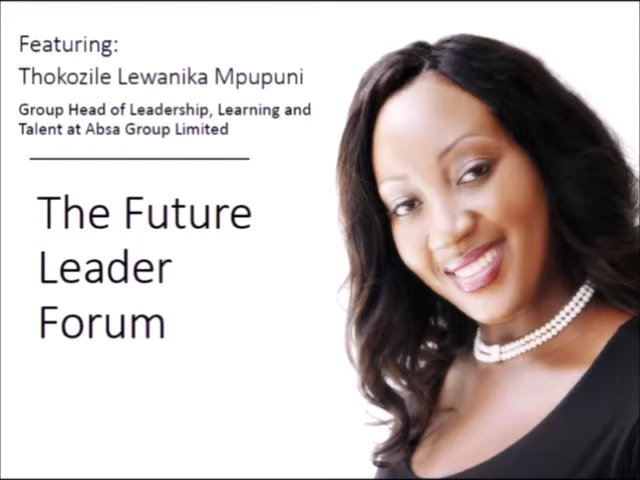 Featuring:
Thokozile Lewanika Mpupuni
Group Head of Leadership, Learning and
Talent at Absa Group Limited
The Future
Leader
Forum